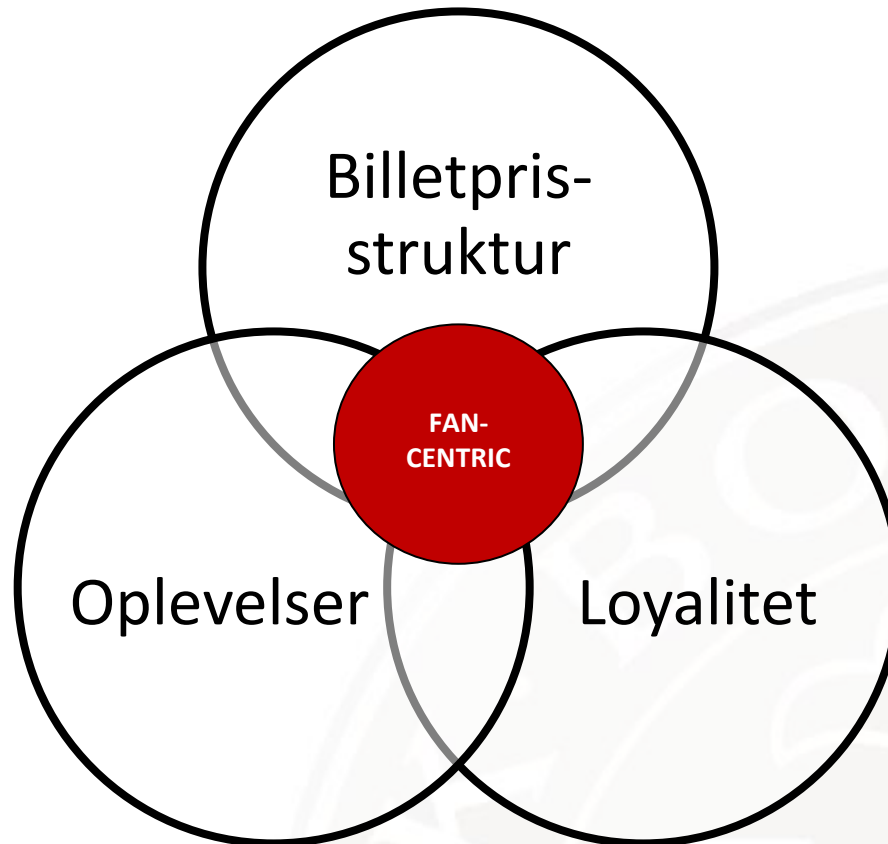 Billetpris-
struktur
FAN-
CENTRIC
Oplevelser
Loyalitet